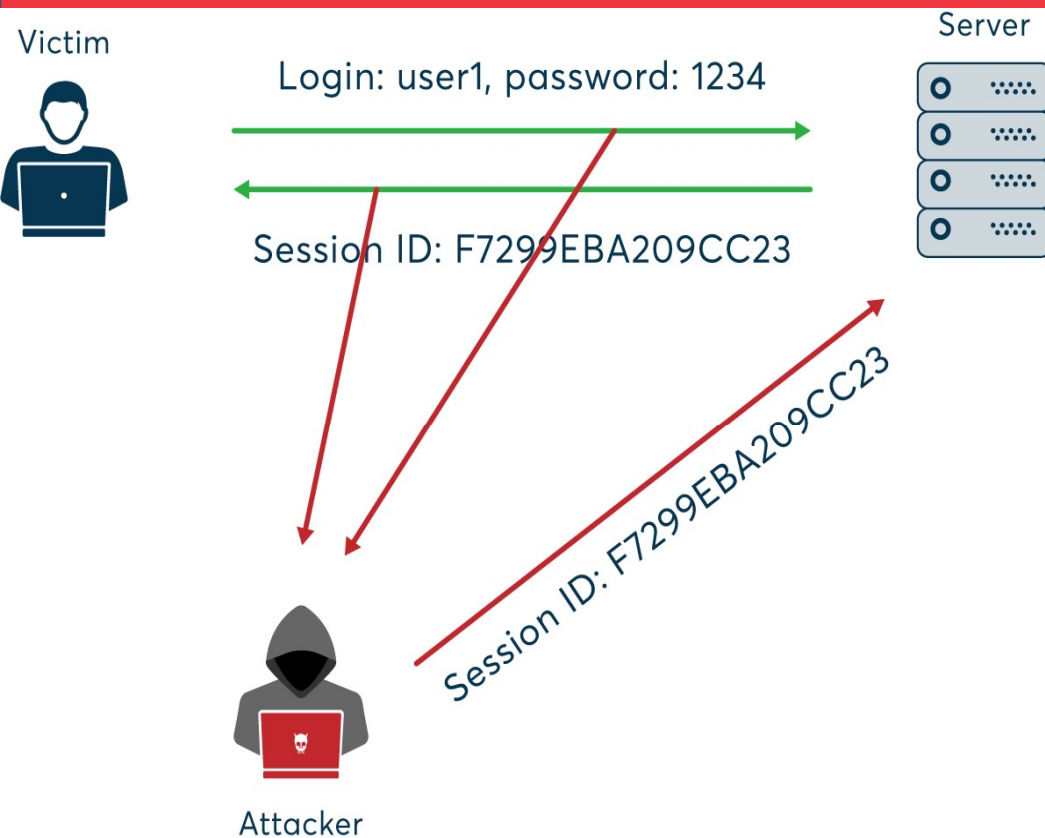 Victim
Server
Login: user1, password: 1234
Session ID: F7299EBA209CC23
Session ID: F7299EBA209CC23
Attacker